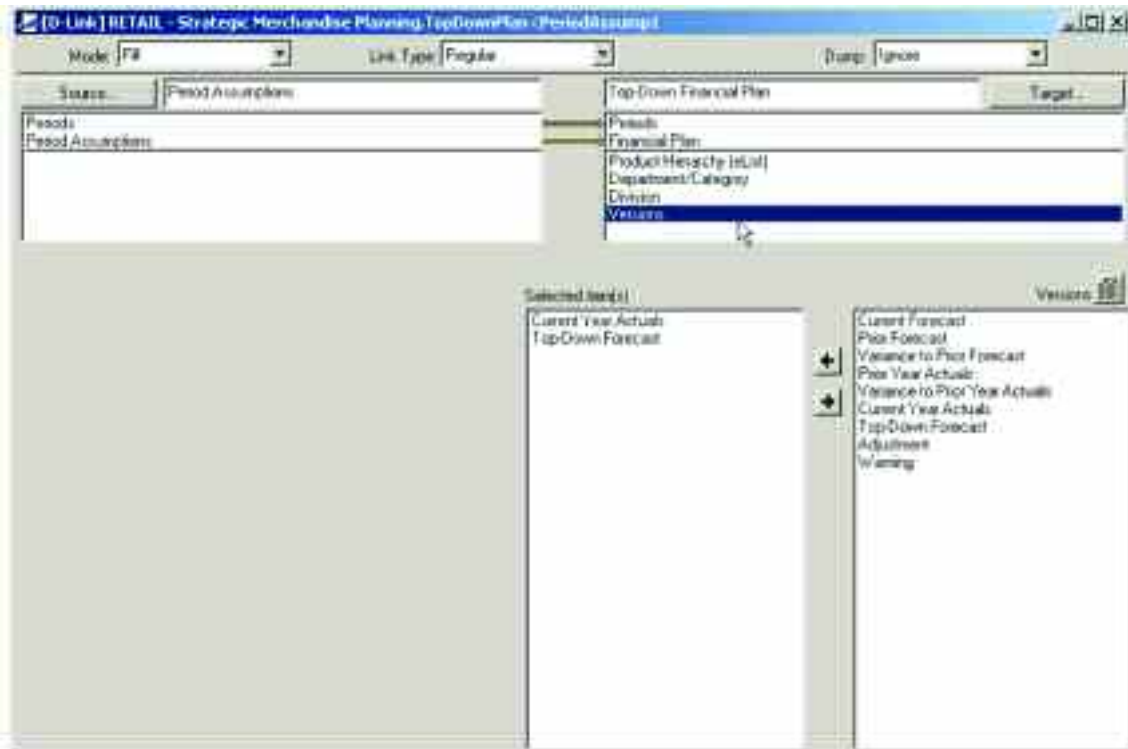 [D-Link] RETAIL - Strategic Merchandise Planning.TopDownPlan <PeriodAssump>
Mode: Fill Link Type: Regular Dump: Ignore
Source... Period Assumptions Top-Down Financial Plan Target...
Periods Periods
Period Assumptions Financial Plan
Product Hierarchy (eList)
Department/Category
Division
Versions
Selected Item(s) Versions
Current Year Actuals Current Forecast
Top-Down Forecast Prior Forecast
Variance to Prior Forecast
Prior Year Actuals
Variance to Prior Year Actuals
Current Year Actuals
Top-Down Forecast
Adjustment
Warning